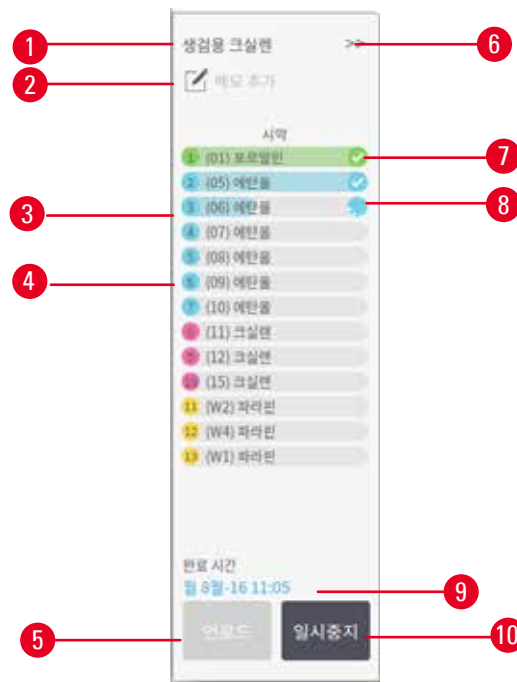 1 생검용 크실렌 >> 6
2 메모 추가
시약
1 (01) 포르말린 7
2 (05) 에탄올
3 3 (06) 에탄올 8
4 (07) 에탄올
5 (08) 에탄올
4 6 (09) 에탄올
7 (10) 에탄올
8 (11) 크실렌
9 (12) 크실렌
10 (15) 크실렌
11 (W2) 파라핀
12 (W4) 파라핀
13 (W1) 파라핀
완료 시간
월 8월-16 11:05 9
5 언로드 일시중지 10